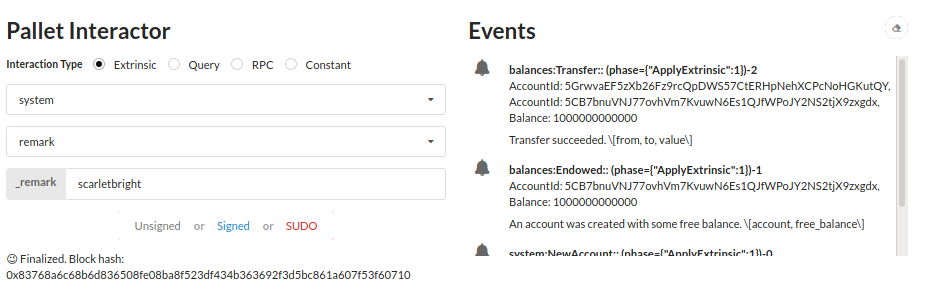 Pallet Interactor
Interaction Type Extrinsic Query RPC Constant
system
remark
_remark scarletbright
Unsigned or Signed or SUDO
Finalized. Block hash:
0x83768a6c68b6d836508fe08ba8f523df434b363692f3d5bc861a607f53f60710
Events
balances:Transfer:: (phase={"ApplyExtrinsic":1})-2
AccountId: 5GrwvaEF5zXb26Fz9rcQpDWS57CtERHpNehXCPcNoHGKutQY,
AccountId: 5CB7bnuVNJ77ovhVm7KvuwN6Es1QJfWPoJY2NS2tjX9zxgdx,
Balance: 1000000000000
Transfer succeeded. \[from, to, value\]
balances:Endowed:: (phase={"ApplyExtrinsic":1})-1
AccountId: 5CB7bnuVNJ77ovhVm7KvuwN6Es1QJfWPoJY2NS2tjX9zxgdx,
Balance: 1000000000000
An account was created with some free balance. \[account, free_balance\]
system:NewAccount:: (phase={"ApplyExtrinsic":1})-0